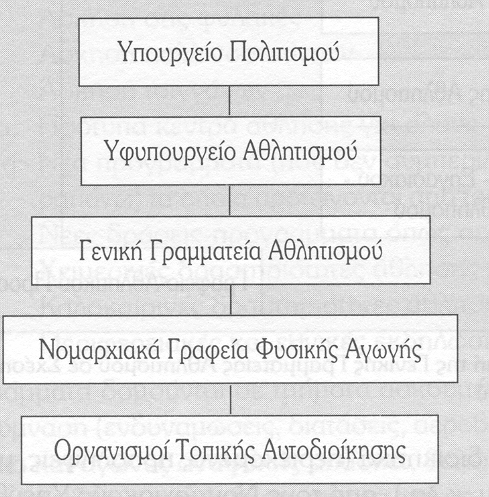 Υπουργείο Πολιτισμού
Υφυπουργείο Αθλητισμού
Γενική Γραμματεία Αθλητισμού
Νομαρχιακά Γραφεία Φυσικής Αγωγής
Οργανισμοί Τοπικής Αυτοδιοίκησης